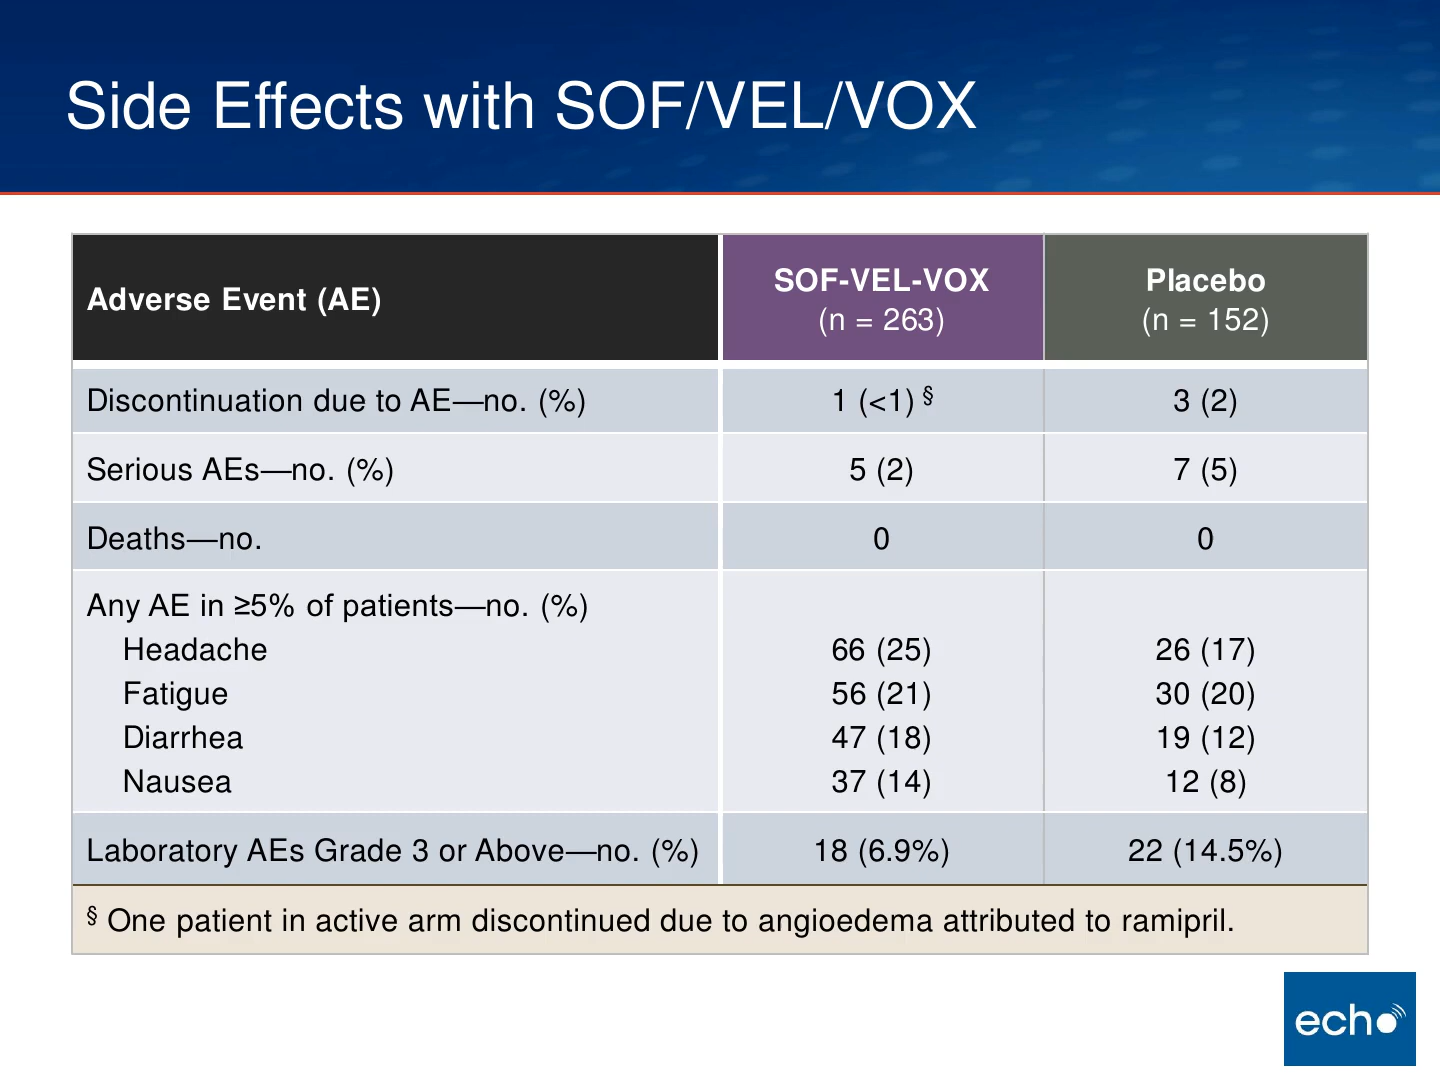 Side Effects with SOF/VEL/VOX
Adverse Event (AE)
SOF-VEL-VOX
(n = 263)
Placebo
(n = 152)
Discontinuation due to AE—no. (%) 1 (<1) § 3 (2)
Serious AEs—no. (%) 5 (2) 7 (5)
Deaths—no. 0 0
Any AE in ≥5% of patients—no. (%)
Headache 66 (25) 26 (17)
Fatigue 56 (21) 30 (20)
Diarrhea 47 (18) 19 (12)
Nausea 37 (14) 12 (8)
Laboratory AEs Grade 3 or Above—no. (%) 18 (6.9%) 22 (14.5%)
§ One patient in active arm discontinued due to angioedema attributed to ramipril.
echo